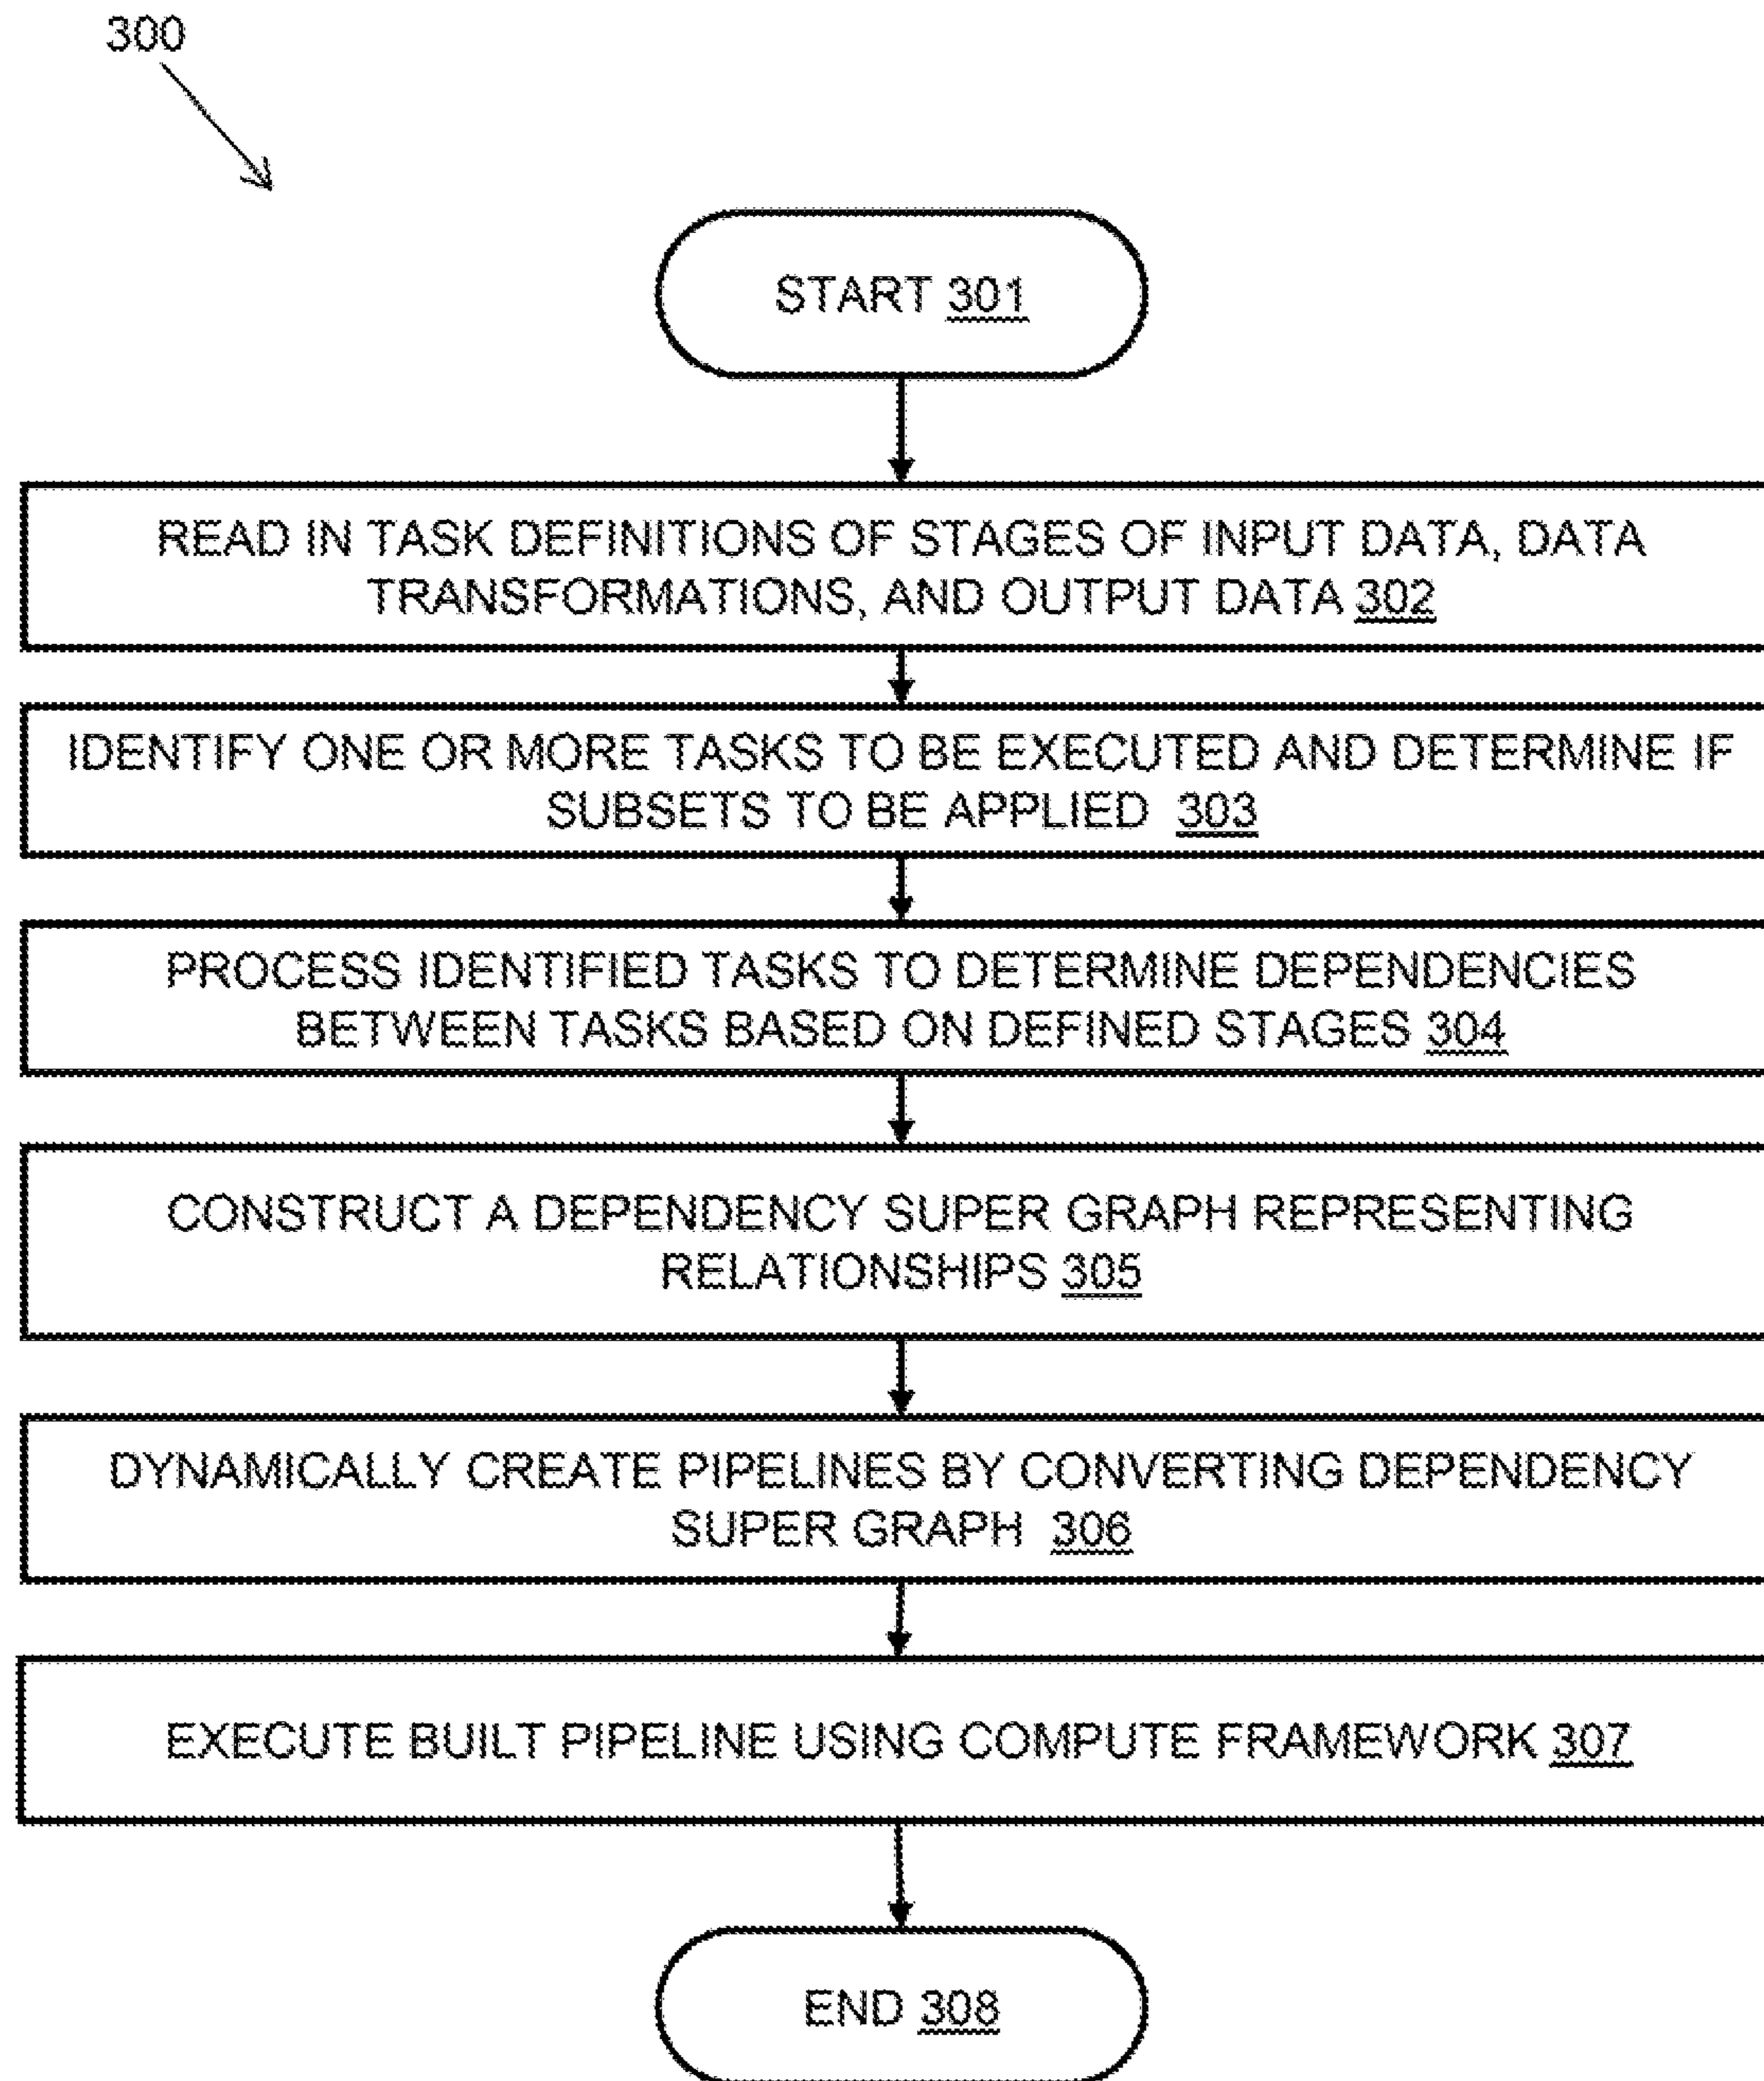 300
START 301
READ IN TASK DEFINITIONS OF STAGES OF INPUT DATA, DATA
TRANSFORMATIONS, AND OUTPUT DATA 302
IDENTIFY ONE OR MORE TASKS TO BE EXECUTED AND DETERMINE IF
SUBSETS TO BE APPLIED 303
PROCESS IDENTIFIED TASKS TO DETERMINE DEPENDENCIES
BETWEEN TASKS BASED ON DEFINED STAGES 304
CONSTRUCT A DEPENDENCY SUPER GRAPH REPRESENTING
RELATIONSHIPS 305
DYNAMICALLY CREATE PIPELINES BY CONVERTING DEPENDENCY
SUPER GRAPH 306
EXECUTE BUILT PIPELINE USING COMPUTE FRAMEWORK 307
END 308